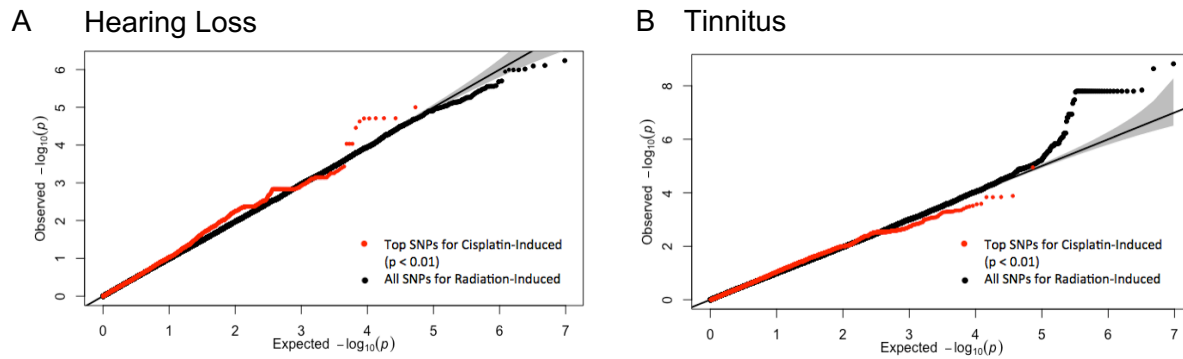 A Hearing Loss
Observed −log10(p)
6
5
4
3
2
1
0
Top SNPs for Cisplatin-Induced
(p < 0.01)
All SNPs for Radiation-Induced
0 1 2 3 4 5 6 7
Expected −log10(p)
B Tinnitus
Observed −log10(p)
8
6
4
2
0
Top SNPs for Cisplatin-Induced
(p < 0.01)
All SNPs for Radiation-Induced
0 1 2 3 4 5 6 7
Expected −log10(p)